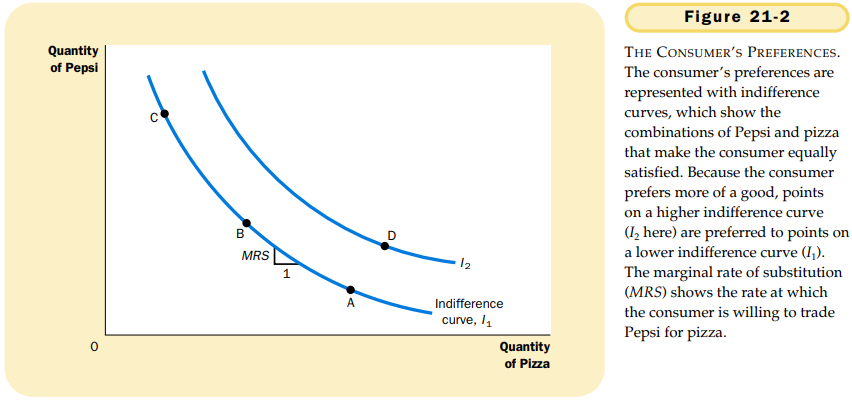 Quantity
of Pepsi
C
B
D
MRS
1
I2
A
Indifference
curve, I1
0
Quantity
of Pizza
Figure 21-2
THE CONSUMER'S PREFERENCES.
The consumer's preferences are
represented with indifference
curves, which show the
combinations of Pepsi and pizza
that make the consumer equally
satisfied. Because the consumer
prefers more of a good, points
on a higher indifference curve
(I2 here) are preferred to points on
a lower indifference curve (I1).
The marginal rate of substitution
(MRS) shows the rate at which
the consumer is willing to trade
Pepsi for pizza.